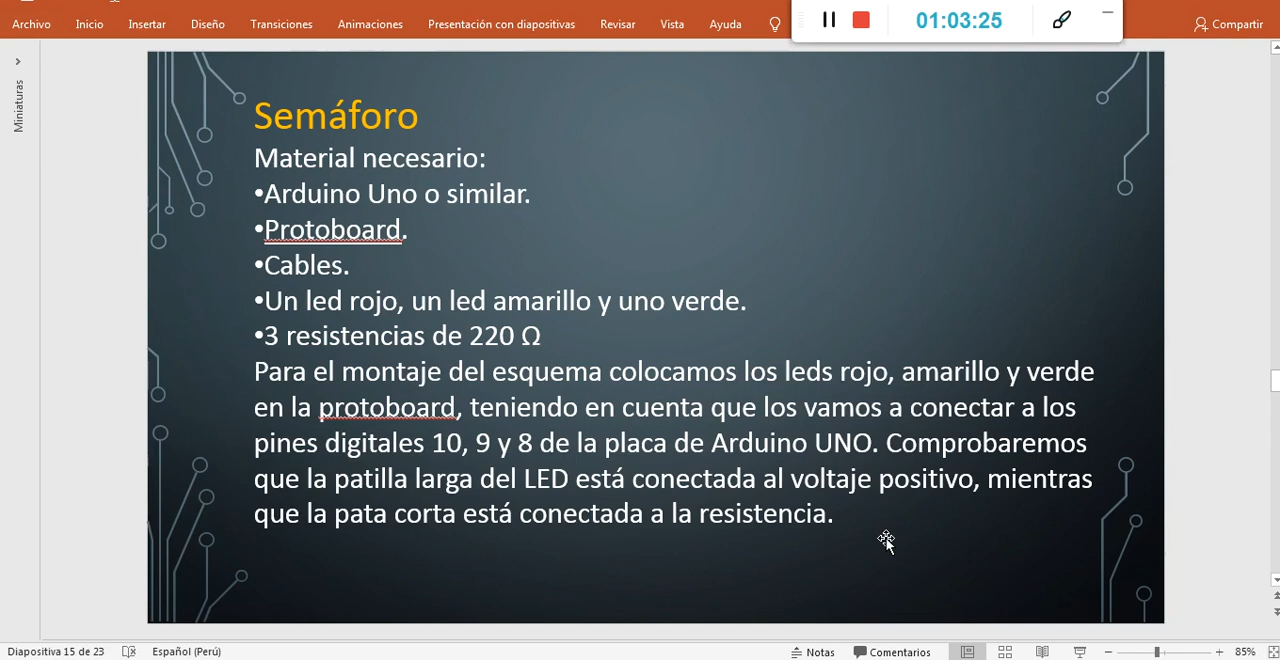 Archivo Inicio Insertar Diseño Transiciones Animaciones Presentación con diapositivas Revisar Vista Ayuda 01:03:25 Compartir
Miniaturas
Semáforo
Material necesario:
•Arduino Uno o similar.
•Protoboard.
•Cables.
•Un led rojo, un led amarillo y uno verde.
•3 resistencias de 220 Ω
Para el montaje del esquema colocamos los leds rojo, amarillo y verde
en la protoboard, teniendo en cuenta que los vamos a conectar a los
pines digitales 10, 9 y 8 de la placa de Arduino UNO. Comprobaremos
que la patilla larga del LED está conectada al voltaje positivo, mientras
que la pata corta está conectada a la resistencia.
Diapositiva 15 de 23 Español (Perú) Notas Comentarios 85%